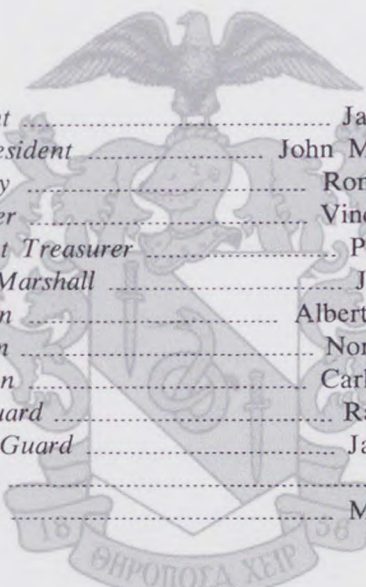 nt .......................... Ja
esident .......................... John M
y .......................... Ron
er .......................... Vinc
t Treasurer .......................... P
Marshall .......................... J
n .......................... Albert
n .......................... Nor
n .......................... Carl
uard .......................... Ra
Guard .......................... Ja
M
18 56
ΘΗΡΟΠΟΣΑ ΧΕΙΡ